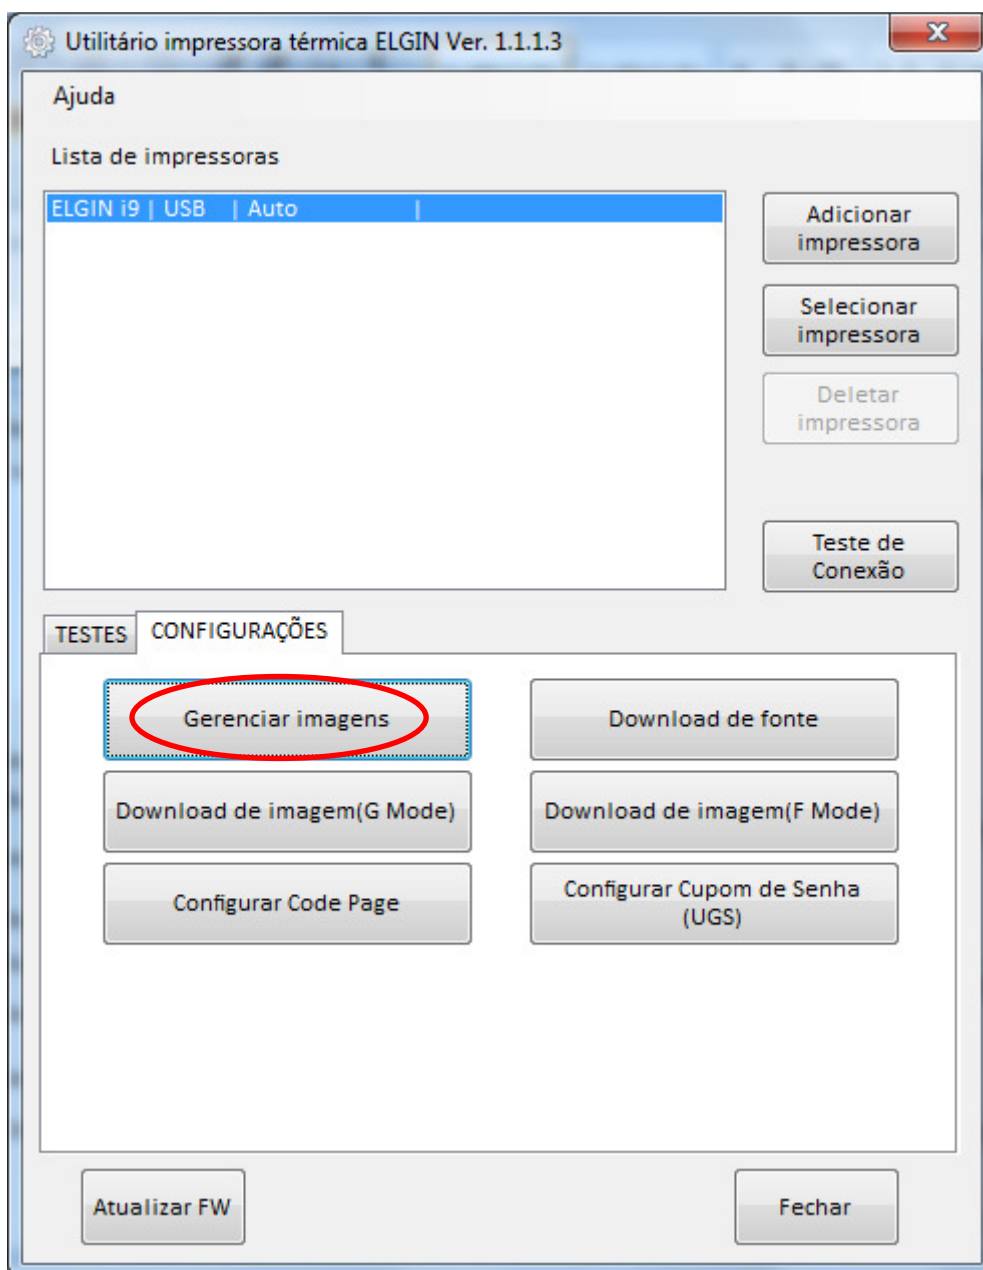 Utilitário impressora térmica ELGIN Ver. 1.1.1.3
Ajuda
Lista de impressoras
ELGIN i9 | USB | Auto |
Adicionar
impressora
Selecionar
impressora
Deletar
impressora
Teste de
Conexão
TESTES
CONFIGURAÇÕES
Gerenciar imagens
Download de fonte
Download de imagem(G Mode)
Download de imagem(F Mode)
Configurar Code Page
Configurar Cupom de Senha
(UGS)
Atualizar FW
Fechar